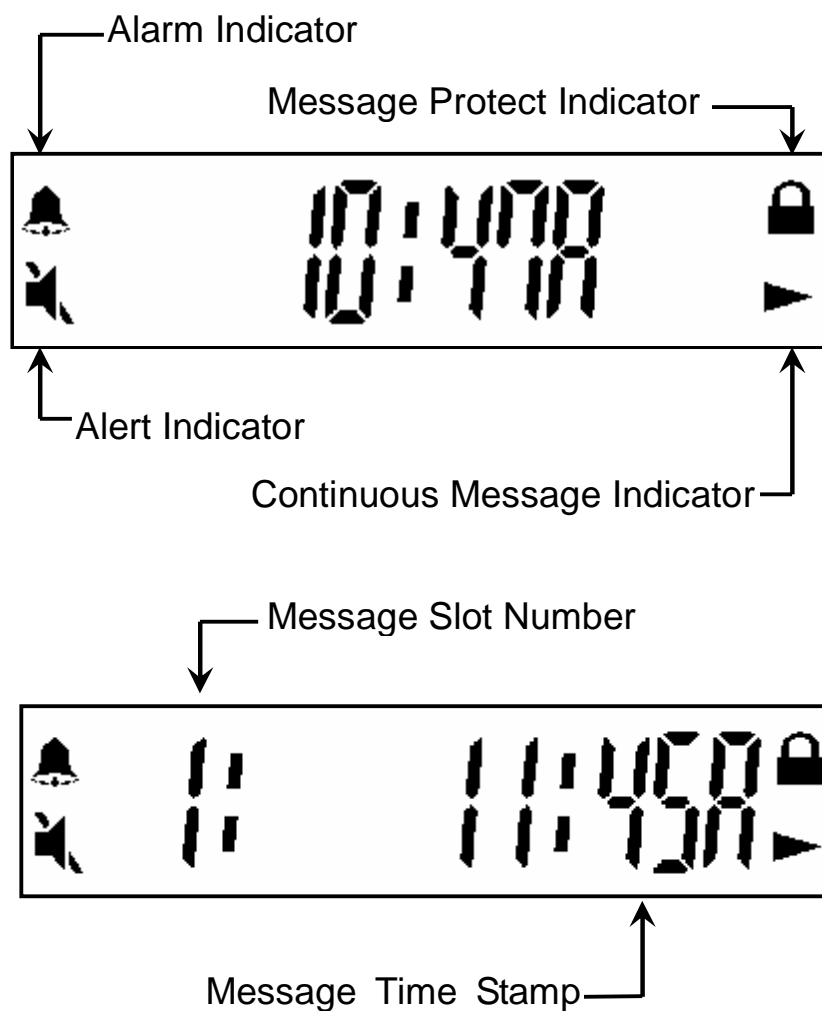 Alarm Indicator
Message Protect Indicator
10:47A
Alert Indicator
Continuous Message Indicator
Message Slot Number
1: 11:45A
Message Time Stamp